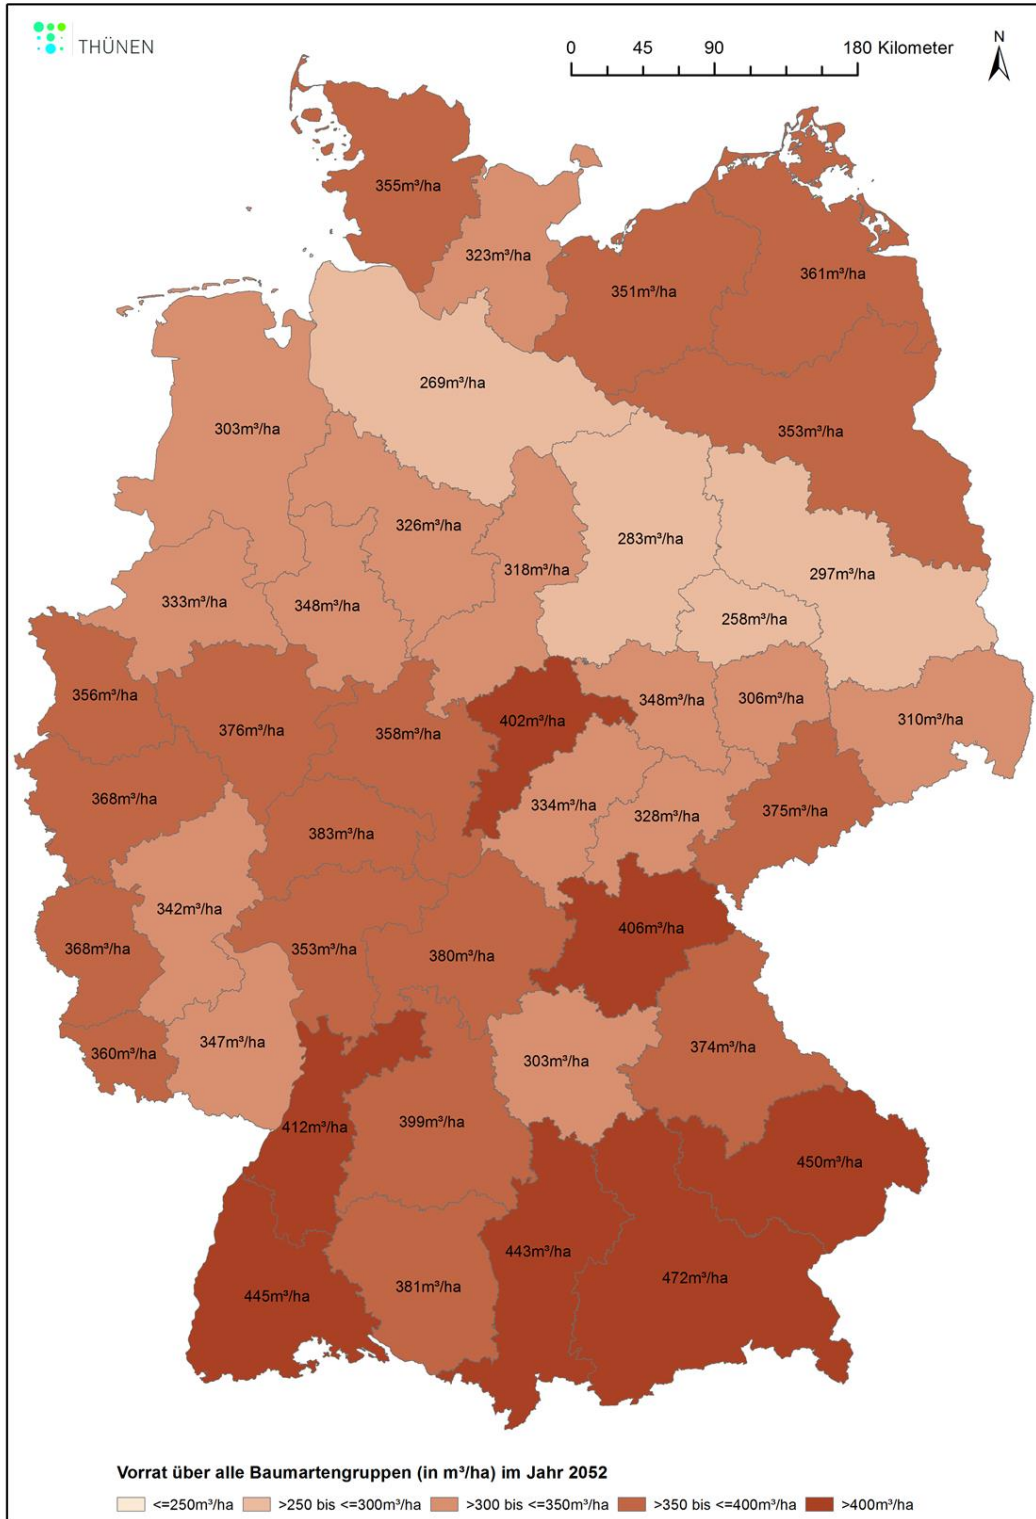 THÜNEN
0 45 90 180 Kilometer
N
355m³/ha
323m³/ha
361m³/ha
351m³/ha
269m³/ha
303m³/ha
353m³/ha
326m³/ha
283m³/ha
318m³/ha
297m³/ha
333m³/ha
348m³/ha
258m³/ha
356m³/ha
348m³/ha
306m³/ha
402m³/ha
310m³/ha
376m³/ha
358m³/ha
368m³/ha
334m³/ha
328m³/ha
375m³/ha
383m³/ha
342m³/ha
406m³/ha
368m³/ha
353m³/ha
380m³/ha
347m³/ha
374m³/ha
360m³/ha
303m³/ha
412m³/ha
399m³/ha
450m³/ha
443m³/ha
472m³/ha
381m³/ha
445m³/ha
Vorrat über alle Baumartengruppen (in m³/ha) im Jahr 2052
<=250m³/ha >250 bis <=300m³/ha >300 bis <=350m³/ha >350 bis <=400m³/ha >400m³/ha